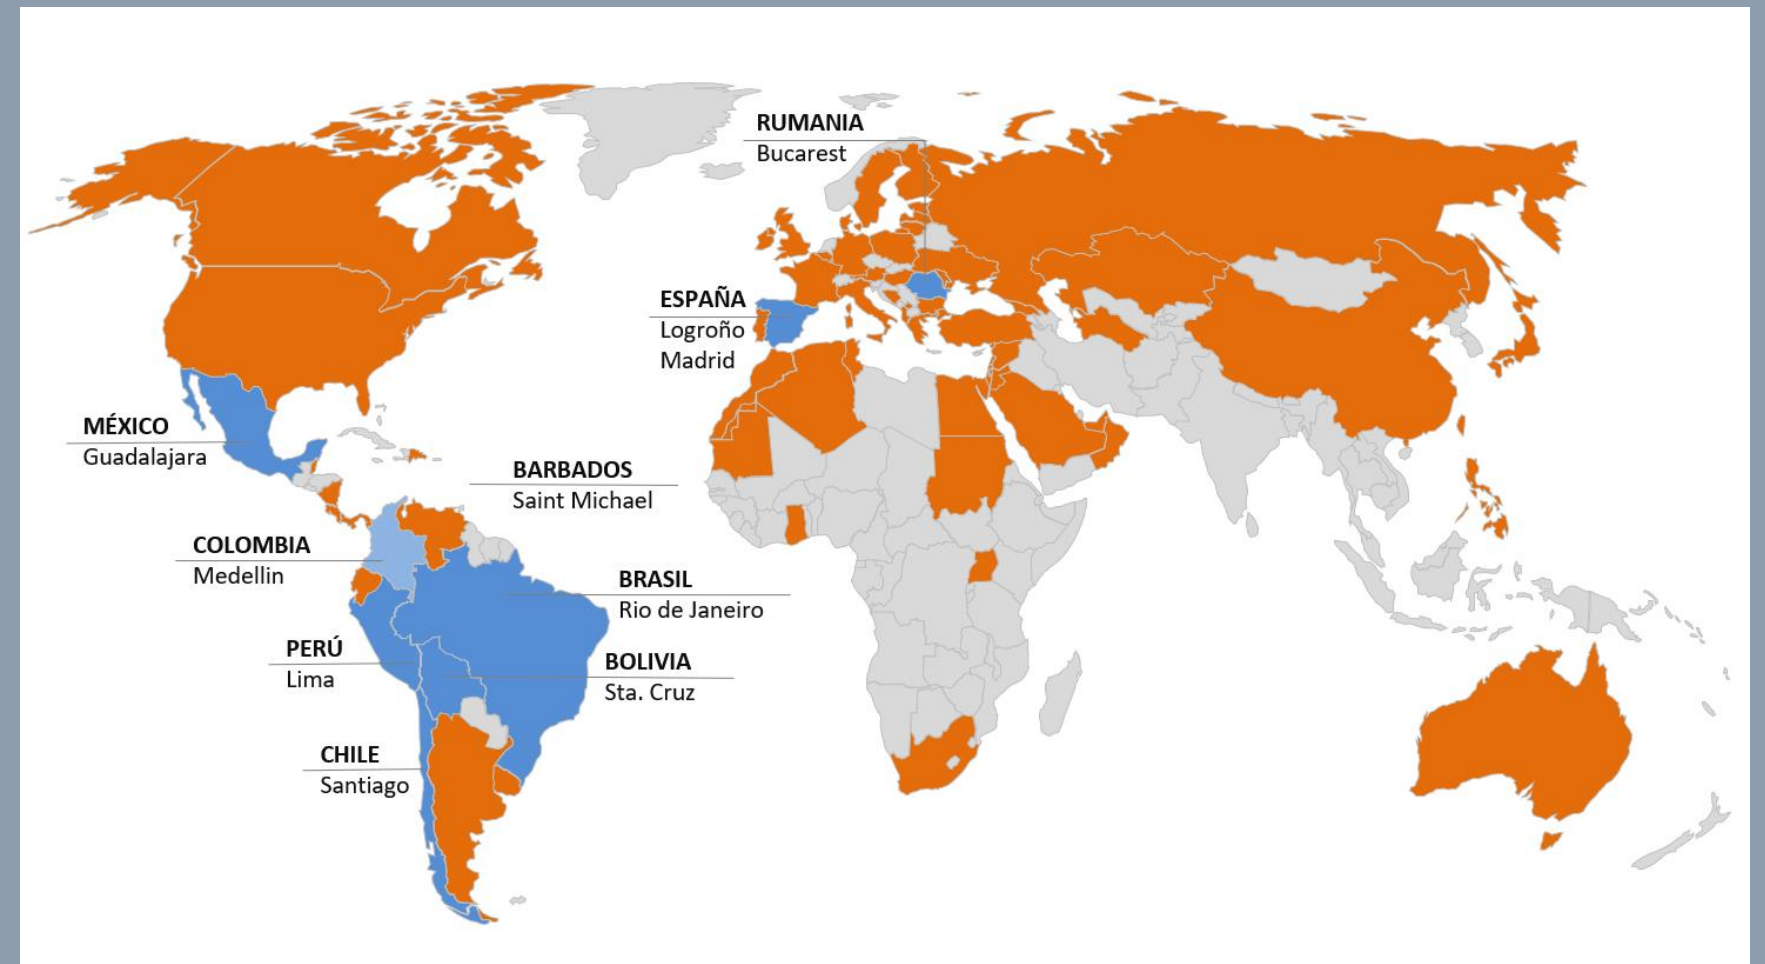 RUMANIA
Bucarest
ESPAÑA
Logroño
Madrid
MÉXICO
Guadalajara
BARBADOS
Saint Michael
COLOMBIA
Medellin
BRASIL
Rio de Janeiro
PERÚ
Lima
BOLIVIA
Sta. Cruz
CHILE
Santiago